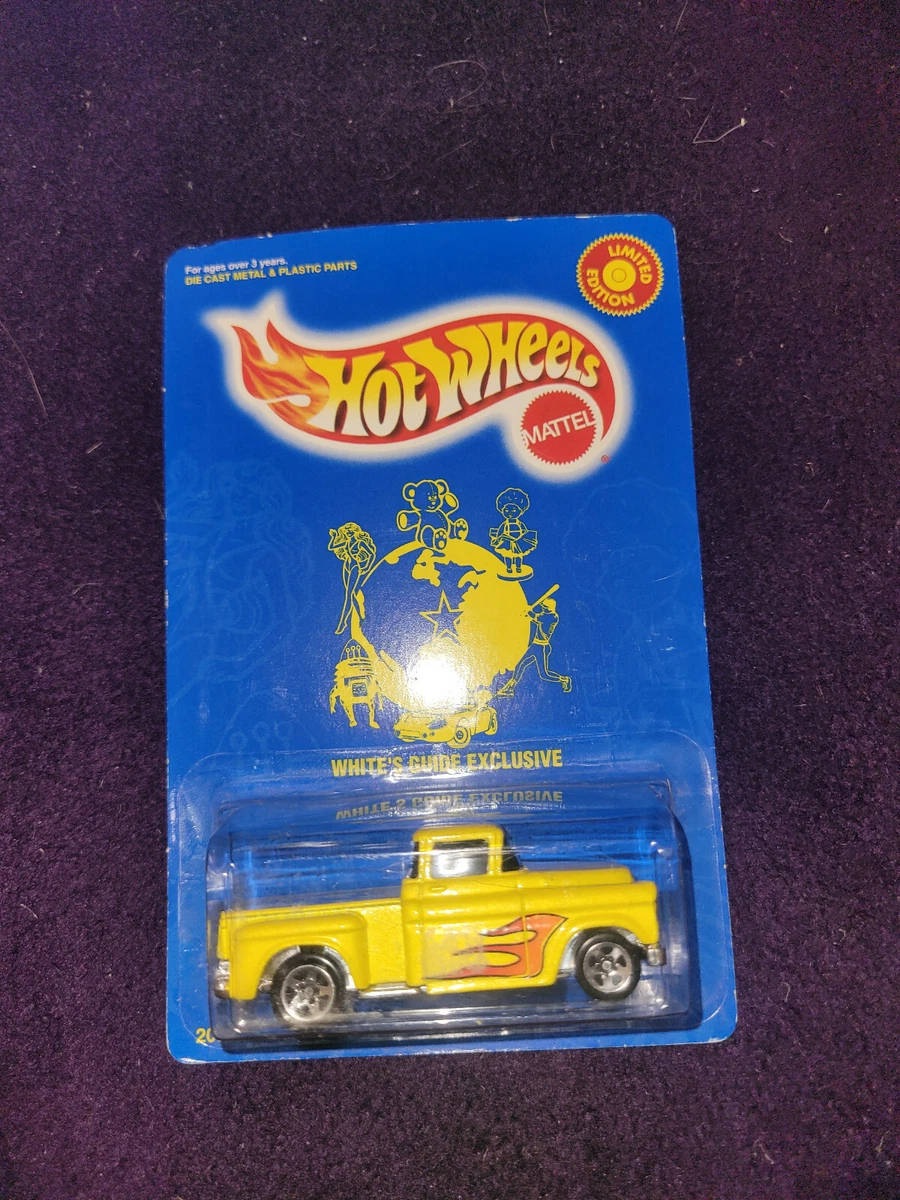 For ages over 3 years.
DIE CAST METAL & PLASTIC PARTS
LIMITED
EDITION
HOT WHEELS
MATTEL
®
WHITE'S GUIDE EXCLUSIVE